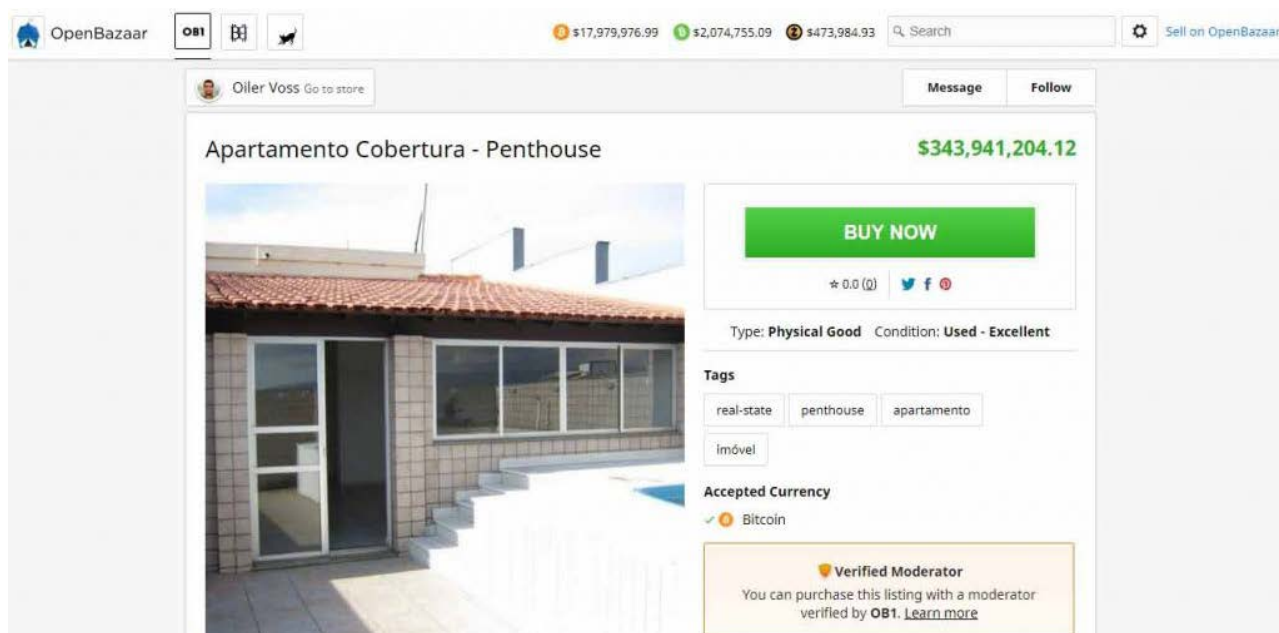 OpenBazaar OB1 $17,979,976.99 $2,074,755.09 $473,984.93 Search Sell on OpenBazaar
Oiler Voss Go to store Message Follow
Apartamento Cobertura - Penthouse $343,941,204.12
BUY NOW
☆ 0.0 (0)
Type: Physical Good Condition: Used - Excellent
Tags
real-state penthouse apartamento
imóvel
Accepted Currency
Bitcoin
Verified Moderator
You can purchase this listing with a moderator
verified by OB1. Learn more